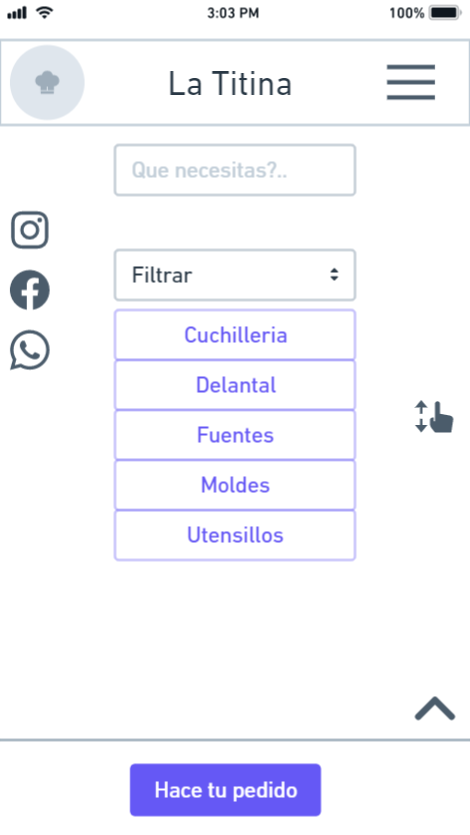 3:03 PM
100%
La Titina
Que necesitas?..
Filtrar
Cuchilleria
Delantal
Fuentes
Moldes
Utensillos
Hace tu pedido